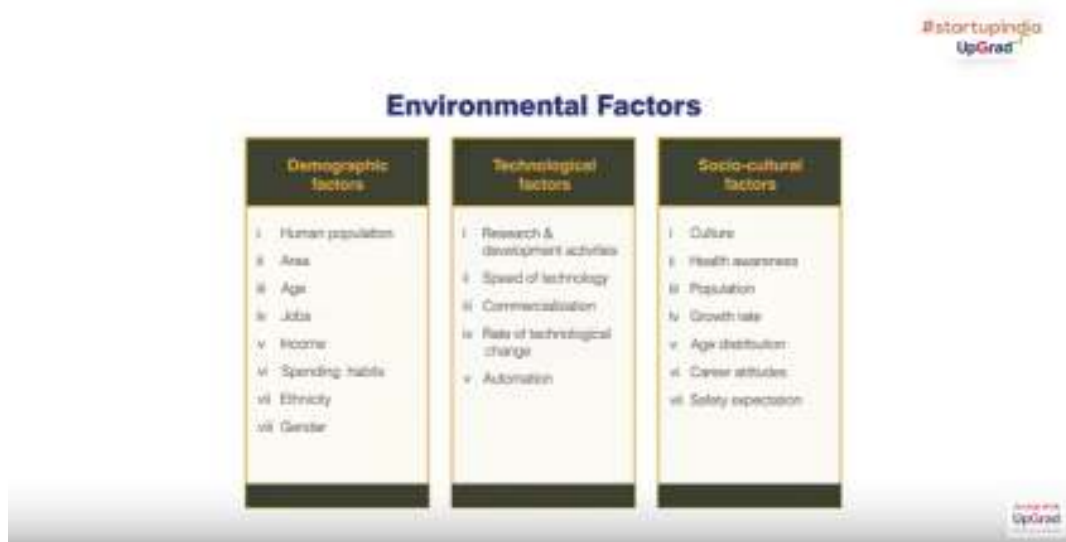 #startupindia
UpGrad
Environmental Factors
Demographic
factors
i Human population
ii Area
iii Age
iv Jobs
v Income
vi Spending habits
vii Ethnicity
viii Gender
Technological
factors
i Research &
development activities
ii Speed of technology
iii Commercialization
iv Rate of technological
change
v Automation
Socio-cultural
factors
i Culture
ii Health awareness
iii Population
iv Growth rate
v Age distribution
vi Career attitudes
vii Safety expectation
UpGrad